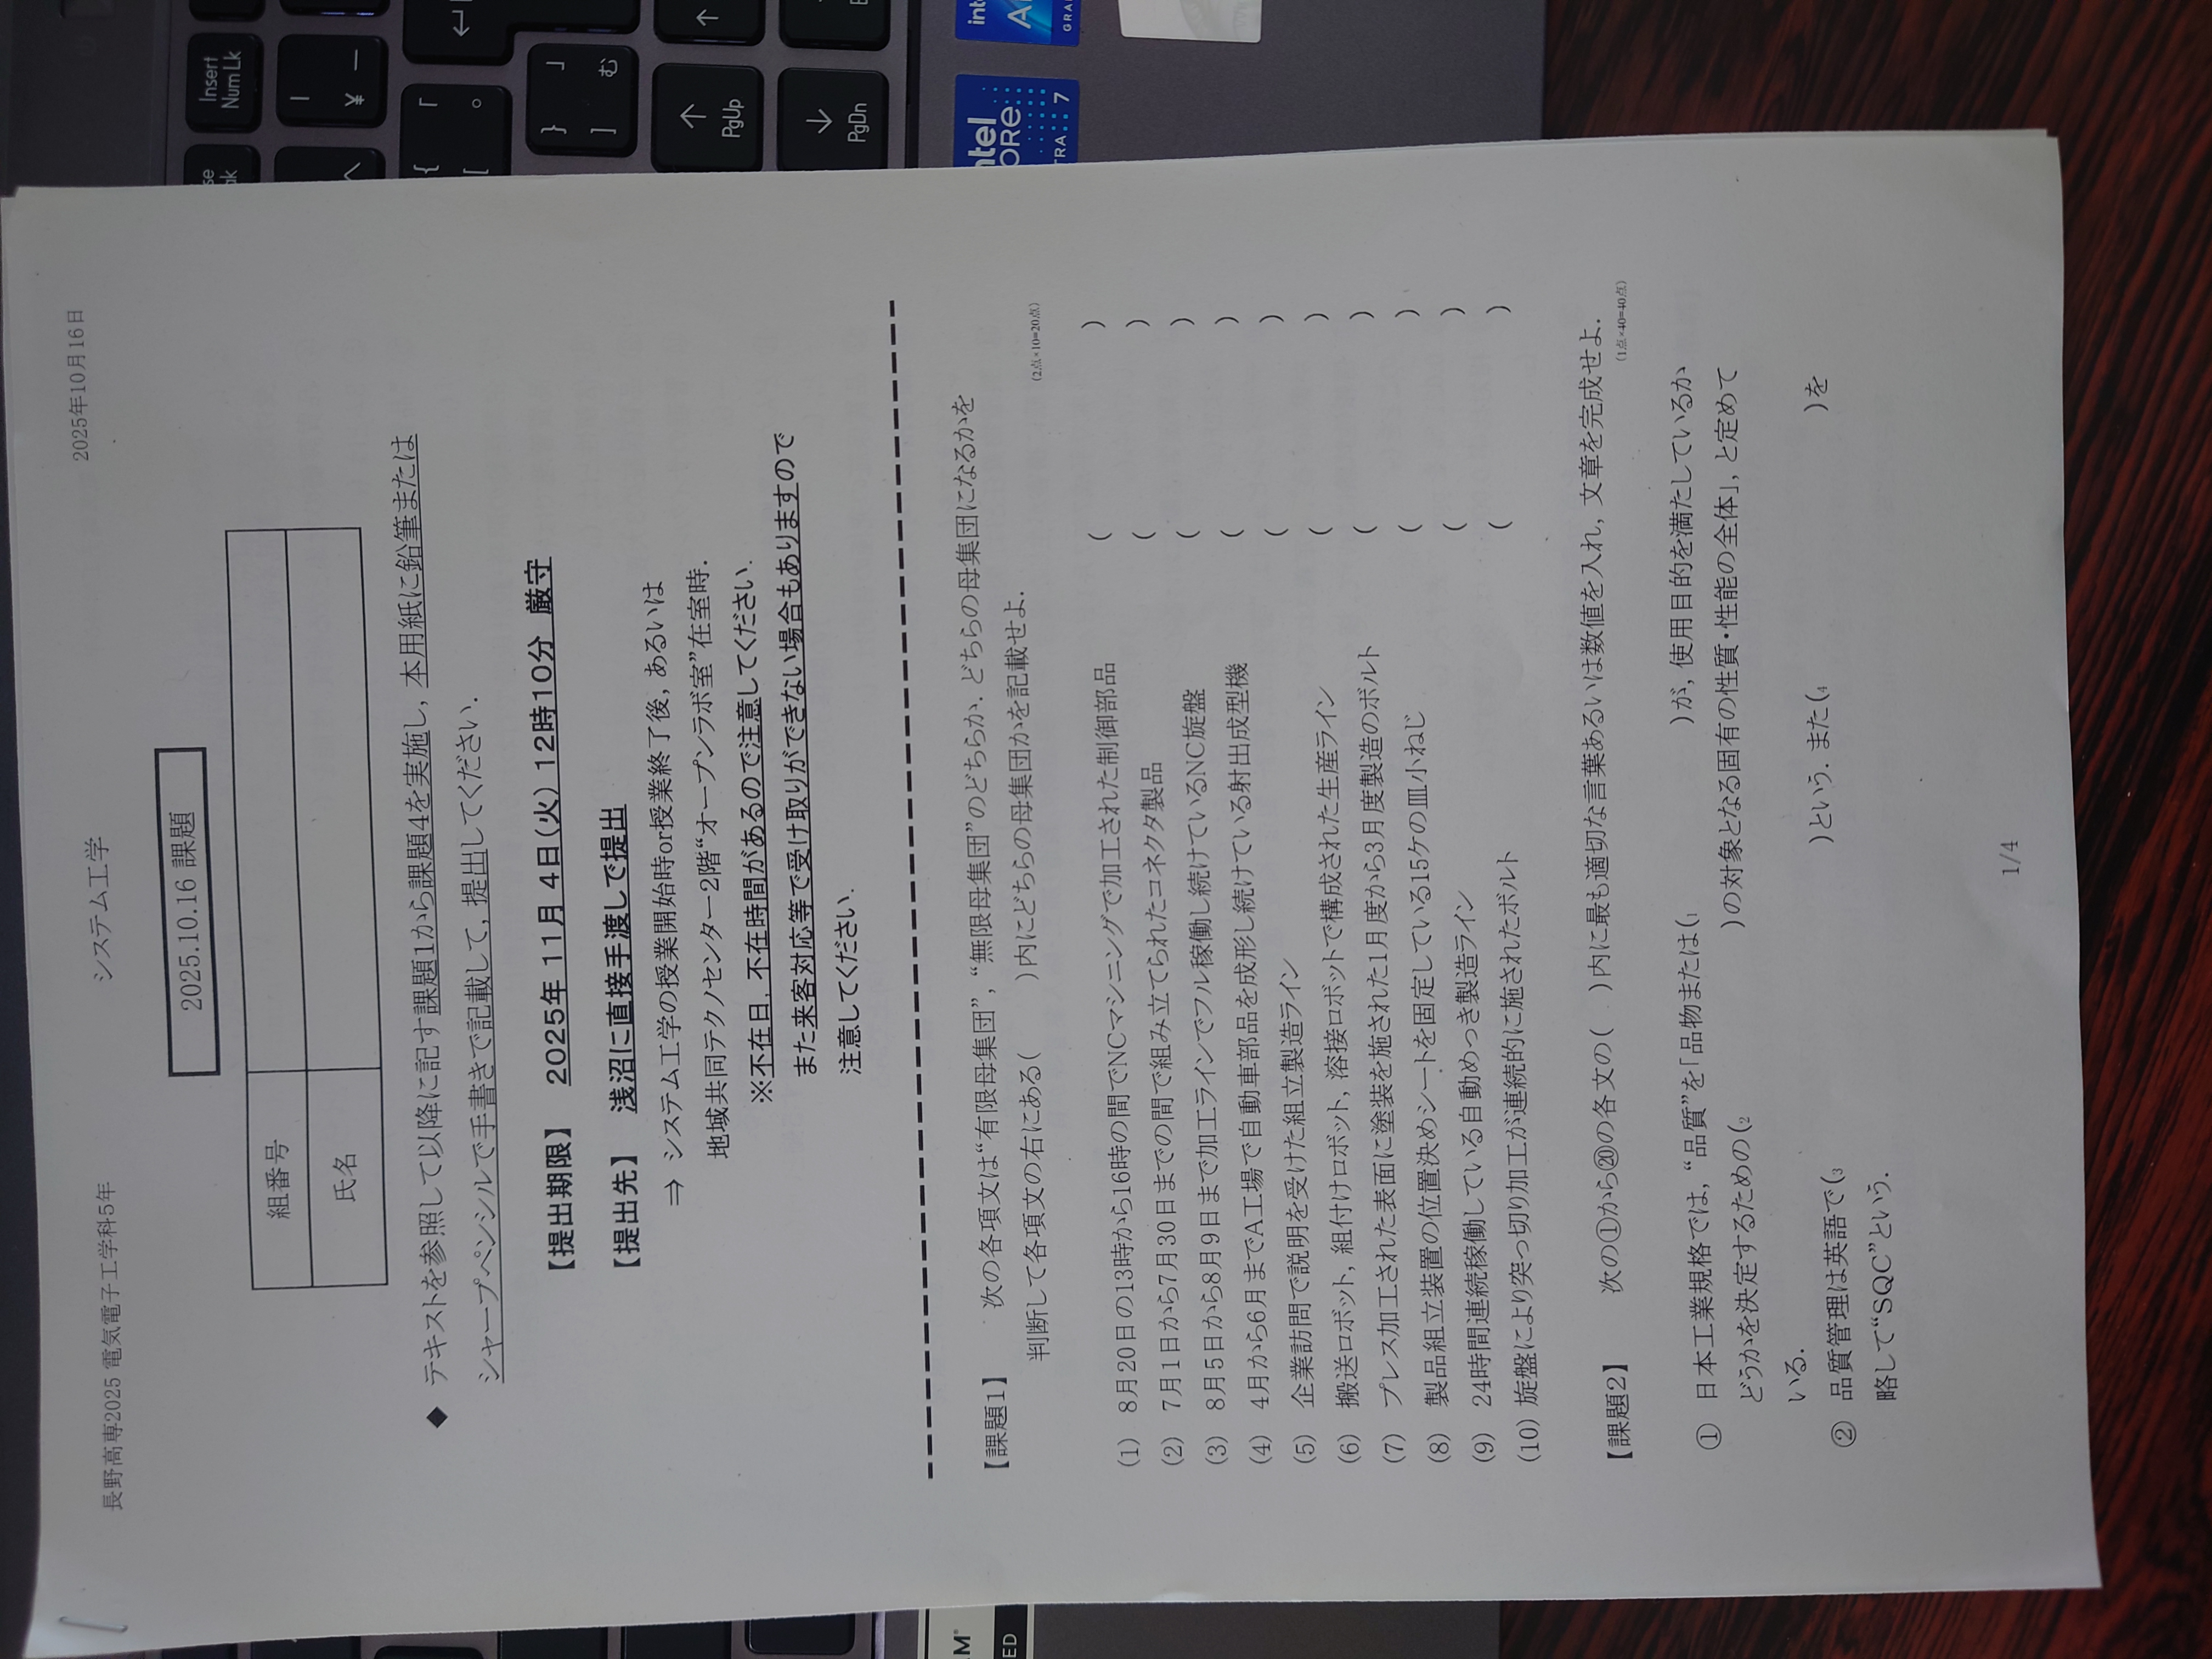 長野高専2025 電気電子工学科5年
システム工学
2025年10月16日
2025.10.16 課題
組番号
氏名
◆ テキストを参照して以降に記す課題1から課題4を実施し, 本用紙に鉛筆または
シャープペンシルで手書きで記載して, 提出してください.
【提出期限】 2025年 11月 4日(火) 12時10分 厳守
【提出先】 浅沼に直接手渡しで提出
⇒ システム工学の授業開始時or授業終了後, あるいは
地域共同テクノセンター2階“オープンラボ室”在室時.
※不在日, 不在時間があるので注意してください.
また来客対応等で受け取りができない場合もありますので
注意してください.
【課題1】 次の各項文は“有限母集団”, “無限母集団”のどちらか. どちらの母集団になるかを
判断して各項文の右にある( )内にどちらの母集団かを記載せよ.
(2点×10=20点)
(1) 8月20日の13時から16時の間でNCマシニングで加工された制御部品 ( )
(2) 7月1日から7月30日までの間で組み立てられたコネクタ製品 ( )
(3) 8月5日から8月9日まで加工ラインでフル稼働し続けているNC旋盤 ( )
(4) 4月から6月までA工場で自動車部品を成形し続けている射出成型機 ( )
(5) 企業訪問で説明を受けた組立製造ライン ( )
(6) 搬送ロボット, 組付けロボット, 溶接ロボットで構成された生産ライン ( )
(7) プレス加工された表面に塗装を施された1月度から3月度製造のボルト ( )
(8) 製品組立装置の位置決めシートを固定している15ケの皿小ねじ ( )
(9) 24時間連続稼働している自動めっき製造ライン ( )
(10) 旋盤により突っ切り加工が連続的に施されたボルト ( )
【課題2】 次の①から⑳の各文の( )内に最も適切な言葉あるいは数値を入れ, 文章を完成せよ.
(1点×40=40点)
① 日本工業規格では, “品質”を「品物または(1 )が, 使用目的を満たしているか
どうかを決定するための(2 )の対象となる固有の性質・性能の全体」, と定めて
いる.
② 品質管理は英語で(3 )という. また(4 )を
略して“SQC”という.
1/4
Insert
Num Lk
PgUp
PgDn